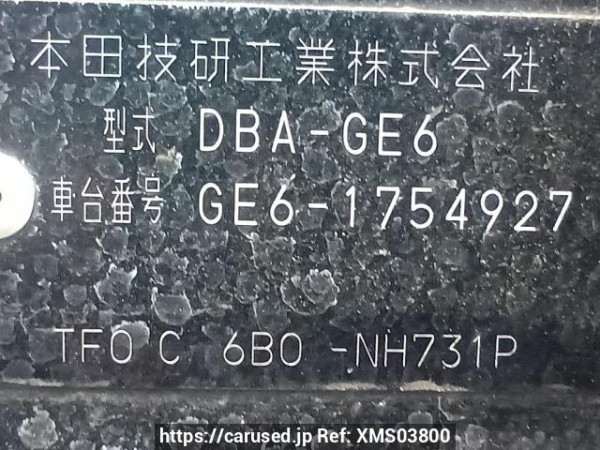 本田技研工業株式会社
型式 DBA-GE6
車台番号 GE6-1754927
TFO C 6B0 -NH731P
https://carused.jp Ref: XMS03800